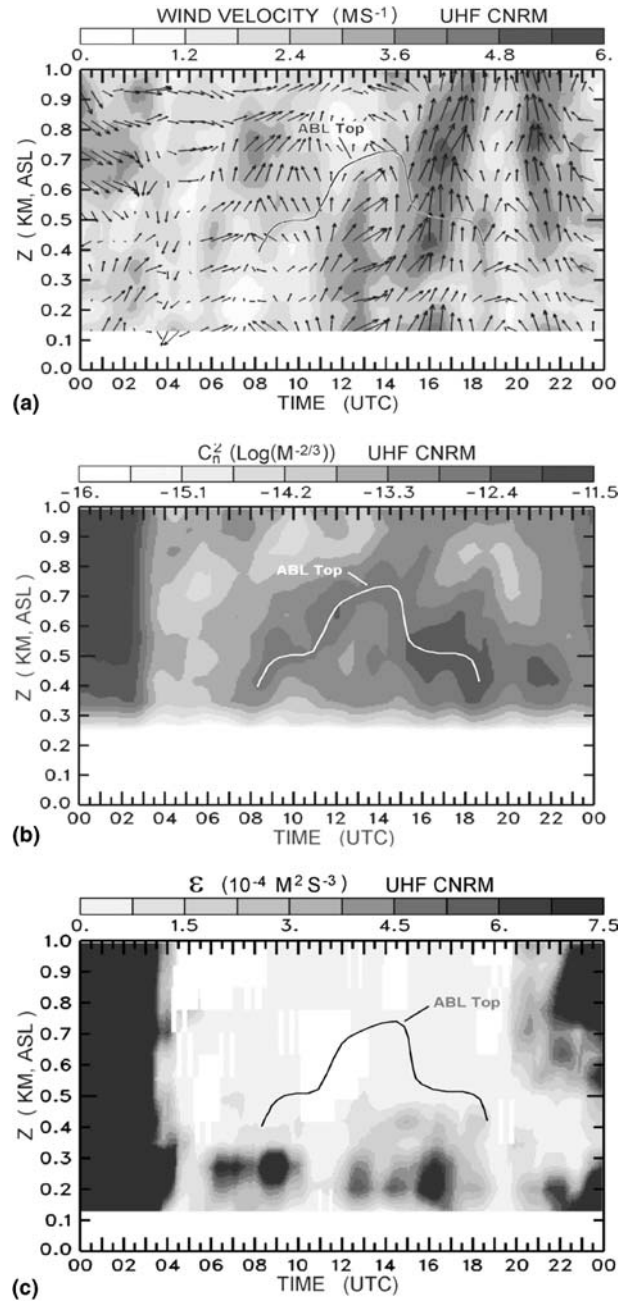 WIND VELOCITY (MS⁻¹) UHF CNRM
0. 1.2 2.4 3.6 4.8 6.
1.0
0.9
0.8
0.7
0.6
0.5
0.4
0.3
0.2
0.1
0.0
Z (KM, ASL)
ABL Top
00 02 04 06 08 10 12 14 16 18 20 22 00
TIME (UTC)
(a)
C²ₙ (Log(M⁻²/³)) UHF CNRM
-16. -15.1 -14.2 -13.3 -12.4 -11.5
1.0
0.9
0.8
0.7
0.6
0.5
0.4
0.3
0.2
0.1
0.0
Z (KM, ASL)
ABL Top
00 02 04 06 08 10 12 14 16 18 20 22 00
TIME (UTC)
(b)
ε (10⁻⁴ M² S⁻³) UHF CNRM
0. 1.5 3. 4.5 6. 7.5
1.0
0.9
0.8
0.7
0.6
0.5
0.4
0.3
0.2
0.1
0.0
Z (KM, ASL)
ABL Top
00 02 04 06 08 10 12 14 16 18 20 22 00
TIME (UTC)
(c)